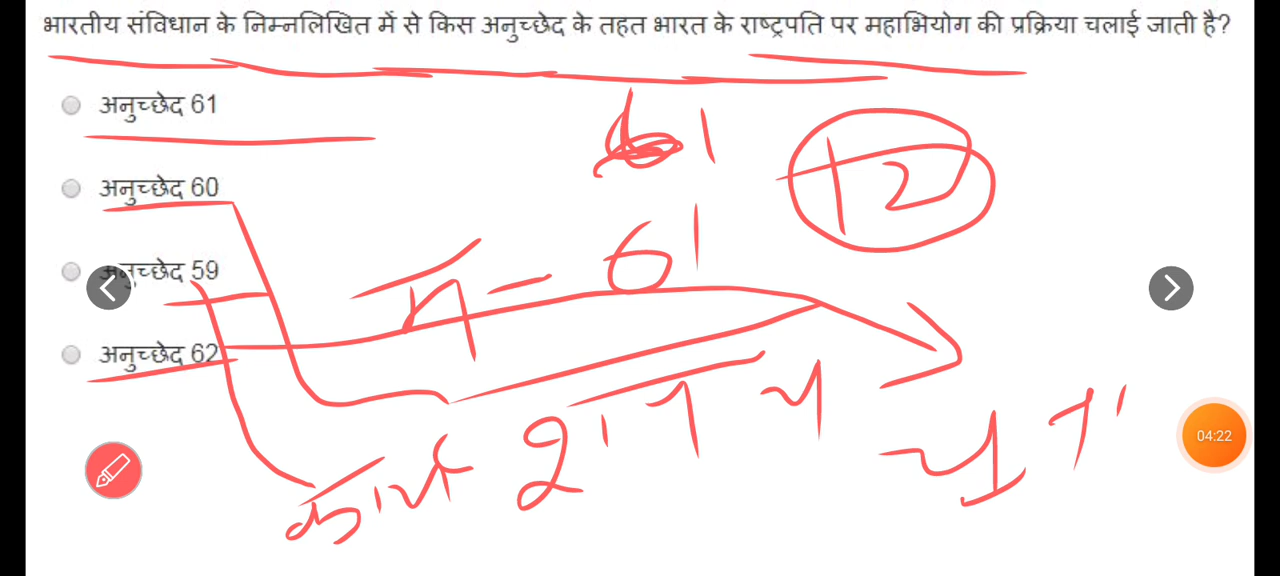 भारतीय संविधान के निम्नलिखित में से किस अनुच्छेद के तहत भारत के राष्ट्रपति पर महाभियोग की प्रक्रिया चलाई जाती है?
अनुच्छेद 61
61
12
अनुच्छेद 60
अनुच्छेद 59
61
अनुच्छेद 62
04:22